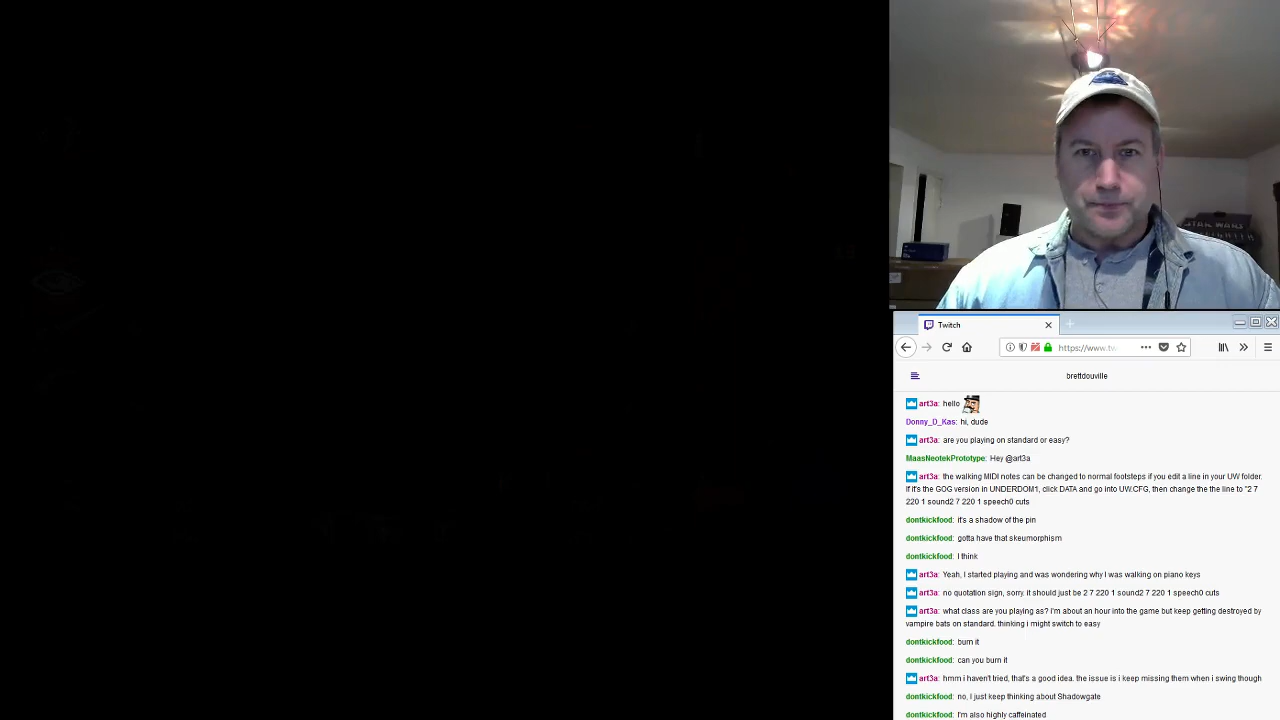 STAR WARS
Twitch
https://www.tw
brettdouville
art3a: hello
Donny_D_Kas: hi, dude
art3a: are you playing on standard or easy?
MaasNeotekPrototype: Hey @art3a
art3a: the walking MIDI notes can be changed to normal footsteps if you edit a line in your UW folder.
If it's the GOG version in UNDERDOM1, click DATA and go into UW.CFG, then change the the line to "2 7
220 1 sound2 7 220 1 speech0 cuts
dontkickfood: it's a shadow of the pin
dontkickfood: gotta have that skeumorphism
dontkickfood: I think
art3a: Yeah, I started playing and was wondering why I was walking on piano keys
art3a: no quotation sign, sorry. it should just be 2 7 220 1 sound2 7 220 1 speech0 cuts
art3a: what class are you playing as? I'm about an hour into the game but keep getting destroyed by
vampire bats on standard. thinking i might switch to easy
dontkickfood: burn it
dontkickfood: can you burn it
art3a: hmm i haven't tried, that's a good idea. the issue is i keep missing them when i swing though
dontkickfood: no, I just keep thinking about Shadowgate
dontkickfood: I'm also highly caffeinated